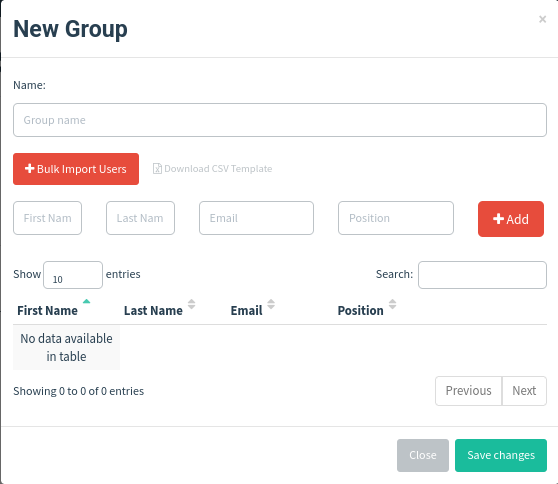 New Group
×
Name:
Group name
+ Bulk Import Users
Download CSV Template
First Nam
Last Nam
Email
Position
+ Add
Show 10 entries
Search:
First Name Last Name Email Position
No data available
in table
Showing 0 to 0 of 0 entries
Previous Next
Close Save changes